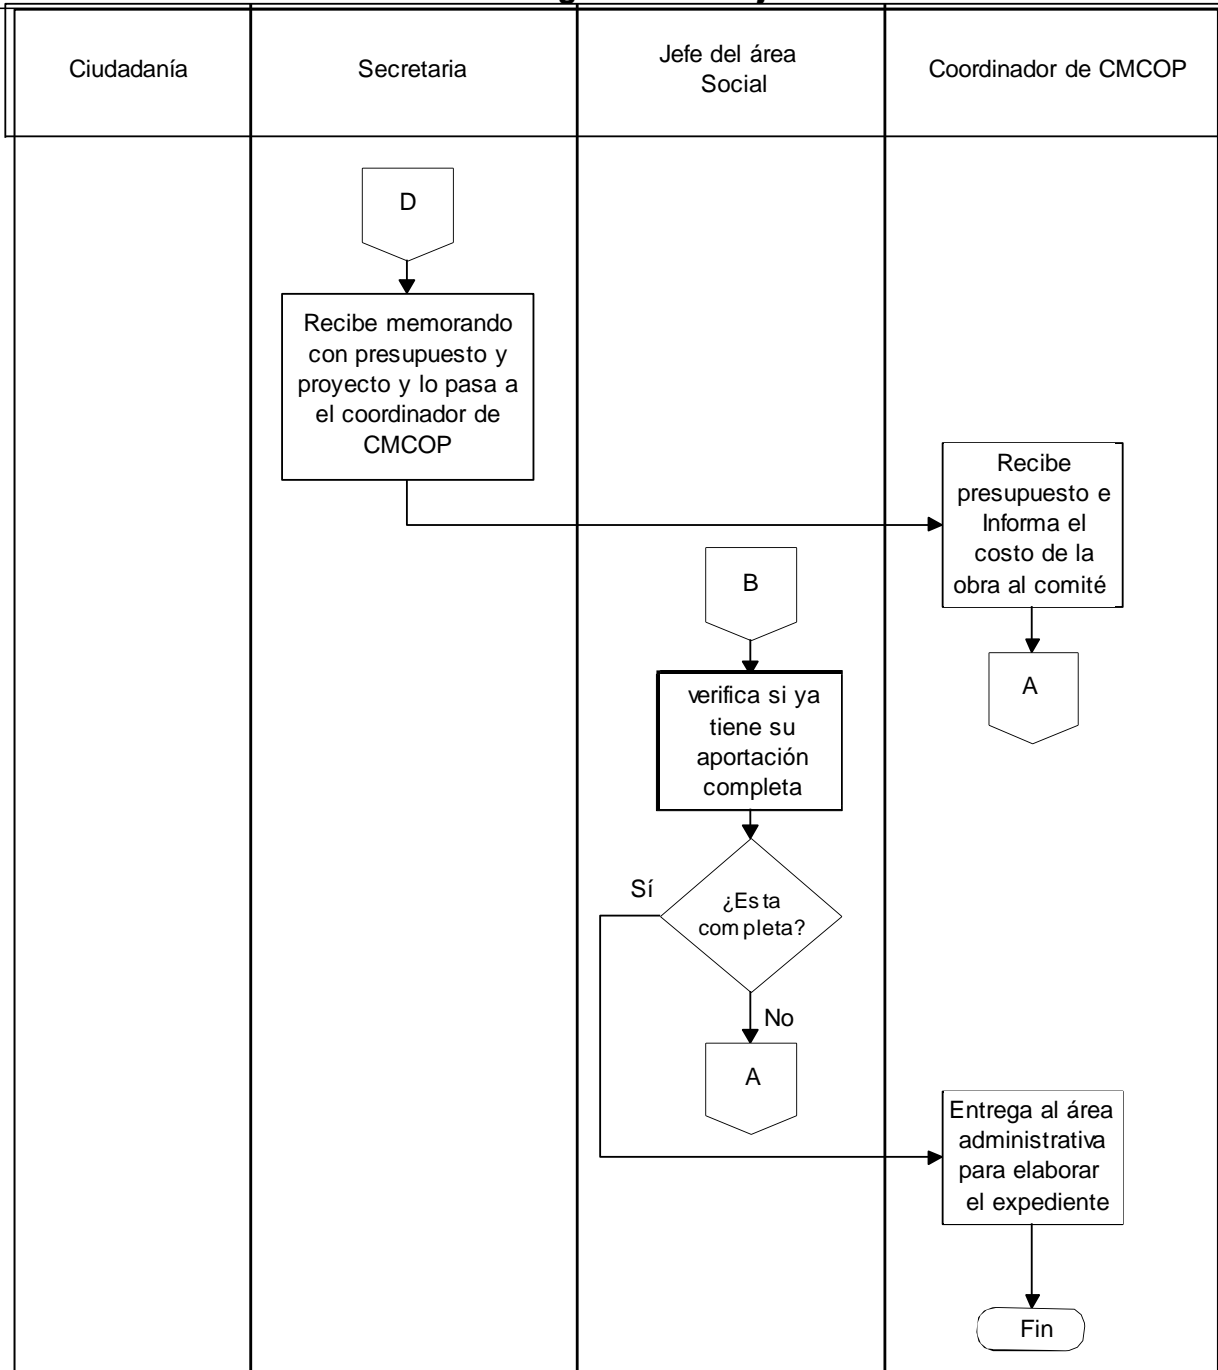 Ciudadanía
Secretaria
Jefe del área
Social
Coordinador de CMCOP
D
Recibe memorando
con presupuesto y
proyecto y lo pasa a
el coordinador de
CMCOP
Recibe
presupuesto e
Informa el
costo de la
obra al comité
A
B
verifica si ya
tiene su
aportación
completa
Sí
¿Esta
completa?
No
A
Entrega al área
administrativa
para elaborar
el expediente
Fin